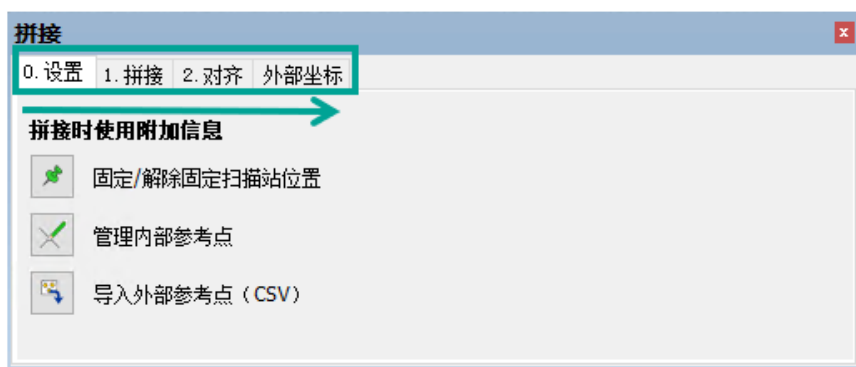 拼接
0. 设置 1. 拼接 2. 对齐 外部坐标
拼接时使用附加信息
固定/解除固定扫描站位置
管理内部参考点
导入外部参考点（CSV）